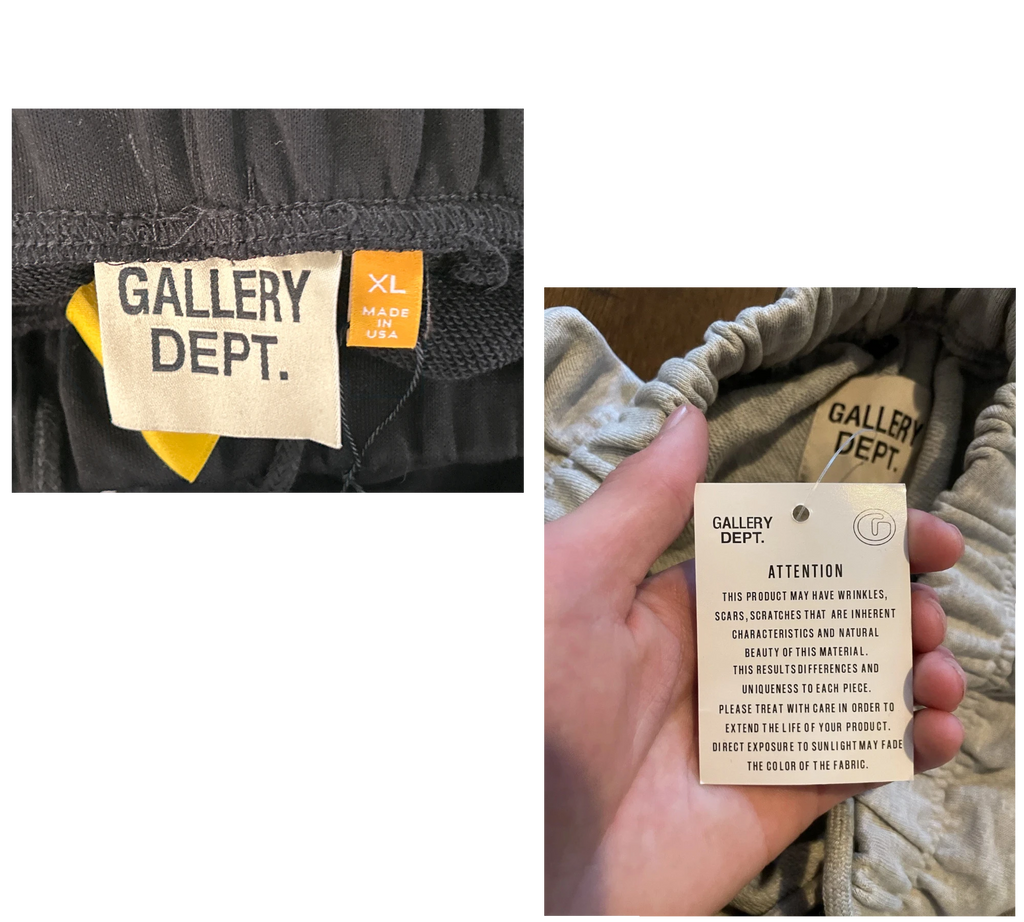 GALLERY
DEPT.
XL
MADE
IN
USA
GALLERY
DEPT.
GALLERY
DEPT.
ATTENTION
THIS PRODUCT MAY HAVE WRINKLES,
SCARS, SCRATCHES THAT ARE INHERENT
CHARACTERISTICS AND NATURAL
BEAUTY OF THIS MATERIAL.
THIS RESULTS DIFFERENCES AND
UNIQUENESS TO EACH PIECE.
PLEASE TREAT WITH CARE IN ORDER TO
EXTEND THE LIFE OF YOUR PRODUCT.
DIRECT EXPOSURE TO SUNLIGHT MAY FADE
THE COLOR OF THE FABRIC.